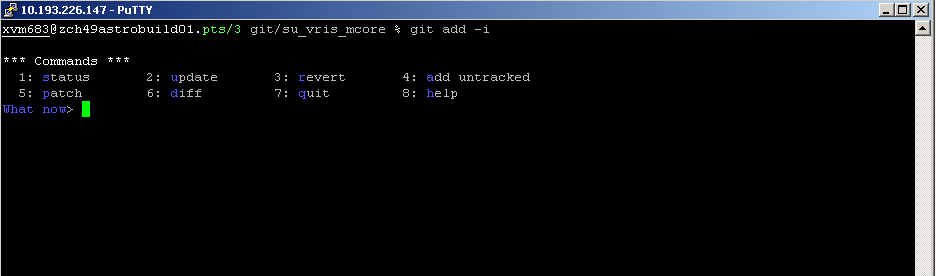 10.193.226.147 - PuTTY
xvm683@zch49astrobuild01.pts/3 git/su_vris_mcore % git add -i
*** Commands ***
1: status 2: update 3: revert 4: add untracked
5: patch 6: diff 7: quit 8: help
What now>